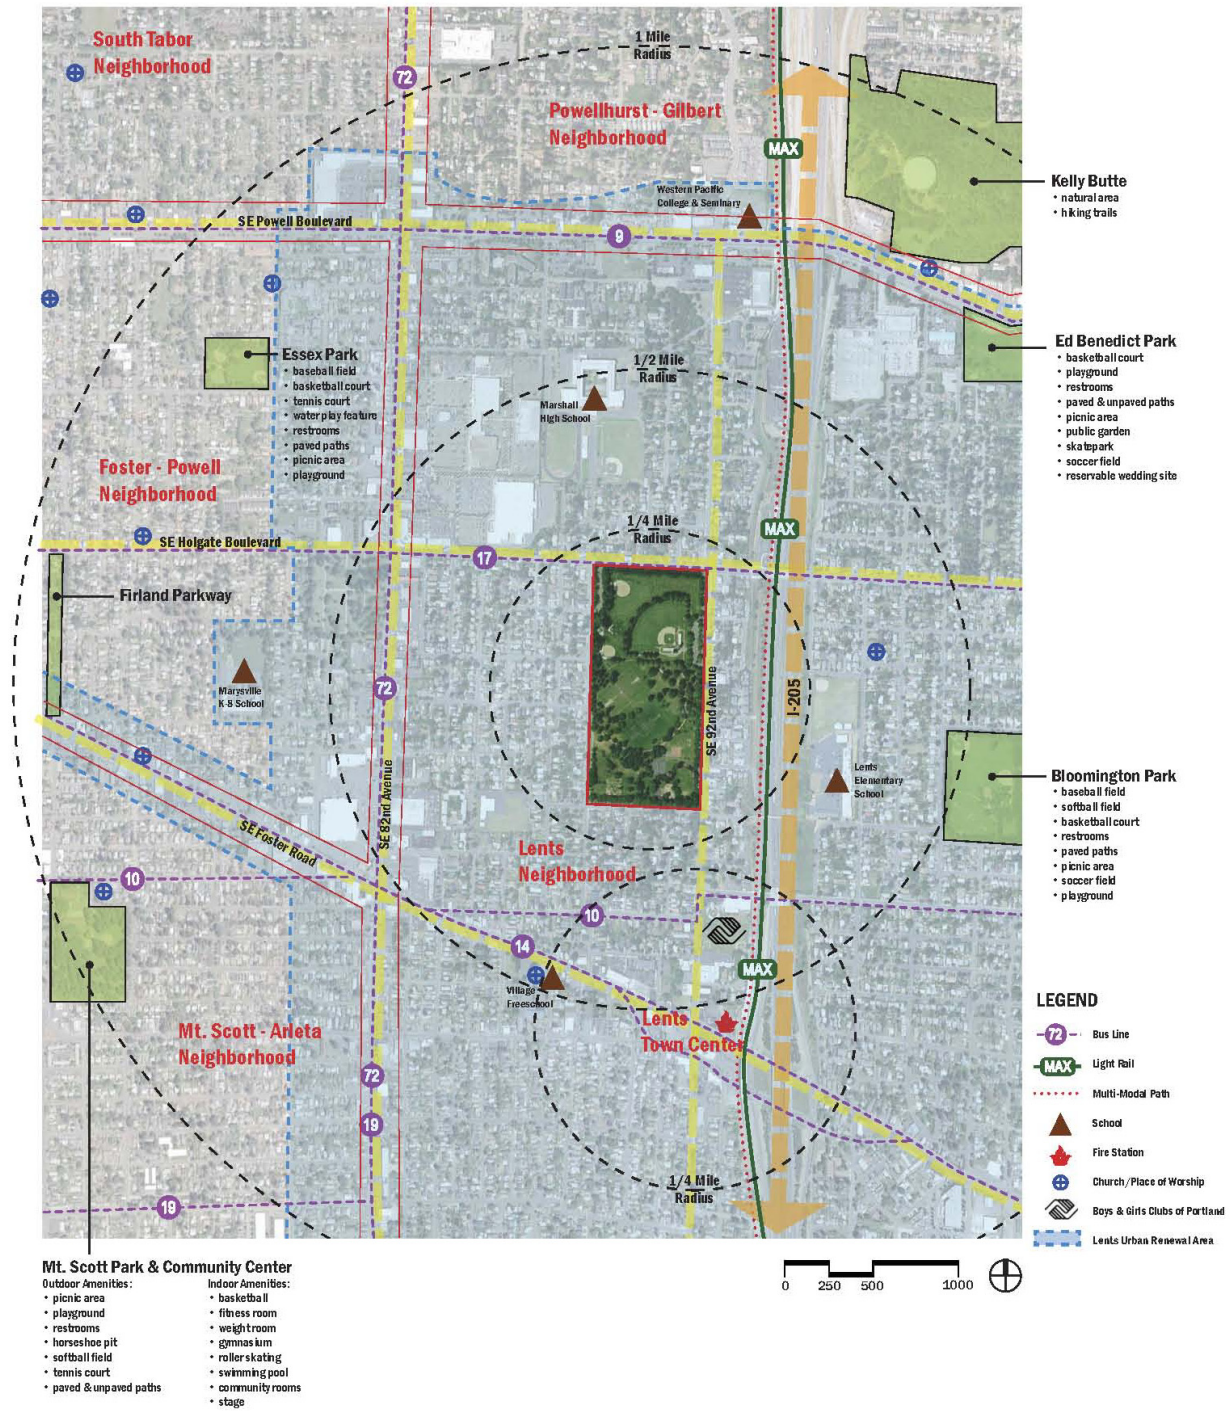 South Tabor
Neighborhood
1 Mile
Radius
72
Powellhurst - Gilbert
Neighborhood
MAX
Kelly Butte
• natural area
• hiking trails
Western Pacific
College & Seminary
SE Powell Boulevard
9
Ed Benedict Park
• basketball court
• playground
• restrooms
• paved & unpaved paths
• picnic area
• public garden
• skatepark
• soccer field
• reservable wedding site
Essex Park
• baseball field
• basketball court
• tennis court
• water play feature
• restrooms
• paved paths
• picnic area
• playground
1/2 Mile
Radius
Marshall
High School
Foster - Powell
Neighborhood
1/4 Mile
Radius
MAX
SE Holgate Boulevard
17
Firland Parkway
Marysville
K-8 School
72
SE 92nd Avenue
I-205
Lents
Elementary
School
Bloomington Park
• baseball field
• softball field
• basketball court
• restrooms
• paved paths
• picnic area
• soccer field
• playground
SE 82nd Avenue
SE Foster Road
Lents
Neighborhood
10
10
14
MAX
Village
Freeschool
Lents
Town Center
Mt. Scott - Arleta
Neighborhood
72
19
19
1/4 Mile
Radius
LEGEND
72 Bus Line
MAX Light Rail
Multi-Modal Path
School
Fire Station
Church/Place of Worship
Boys & Girls Clubs of Portland
Lents Urban Renewal Area
0 250 500 1000
Mt. Scott Park & Community Center
Outdoor Amenities:
• picnic area
• playground
• restrooms
• horseshoe pit
• softball field
• tennis court
• paved & unpaved paths
Indoor Amenities:
• basketball
• fitness room
• weight room
• gymnasium
• roller skating
• swimming pool
• community rooms
• stage